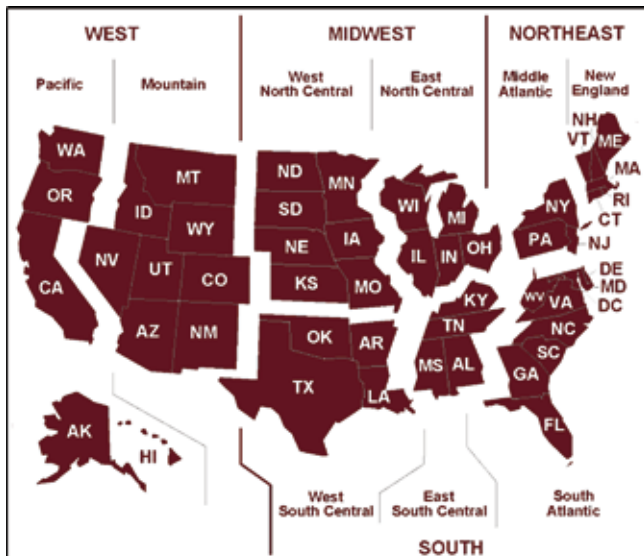 WEST
MIDWEST
NORTHEAST
Pacific
Mountain
West
North Central
East
North Central
Middle
Atlantic
New
England
NH
VT
ME
MA
RI
CT
NJ
WA
OR
CA
MT
ID
WY
NV
UT
CO
AZ
NM
ND
SD
NE
KS
MN
IA
MO
WI
MI
IL
IN
OH
NY
PA
DE
MD
DC
WV
VA
NC
SC
GA
FL
KY
TN
MS
AL
OK
AR
TX
LA
AK
HI
West
South Central
East
South Central
South
Atlantic
SOUTH